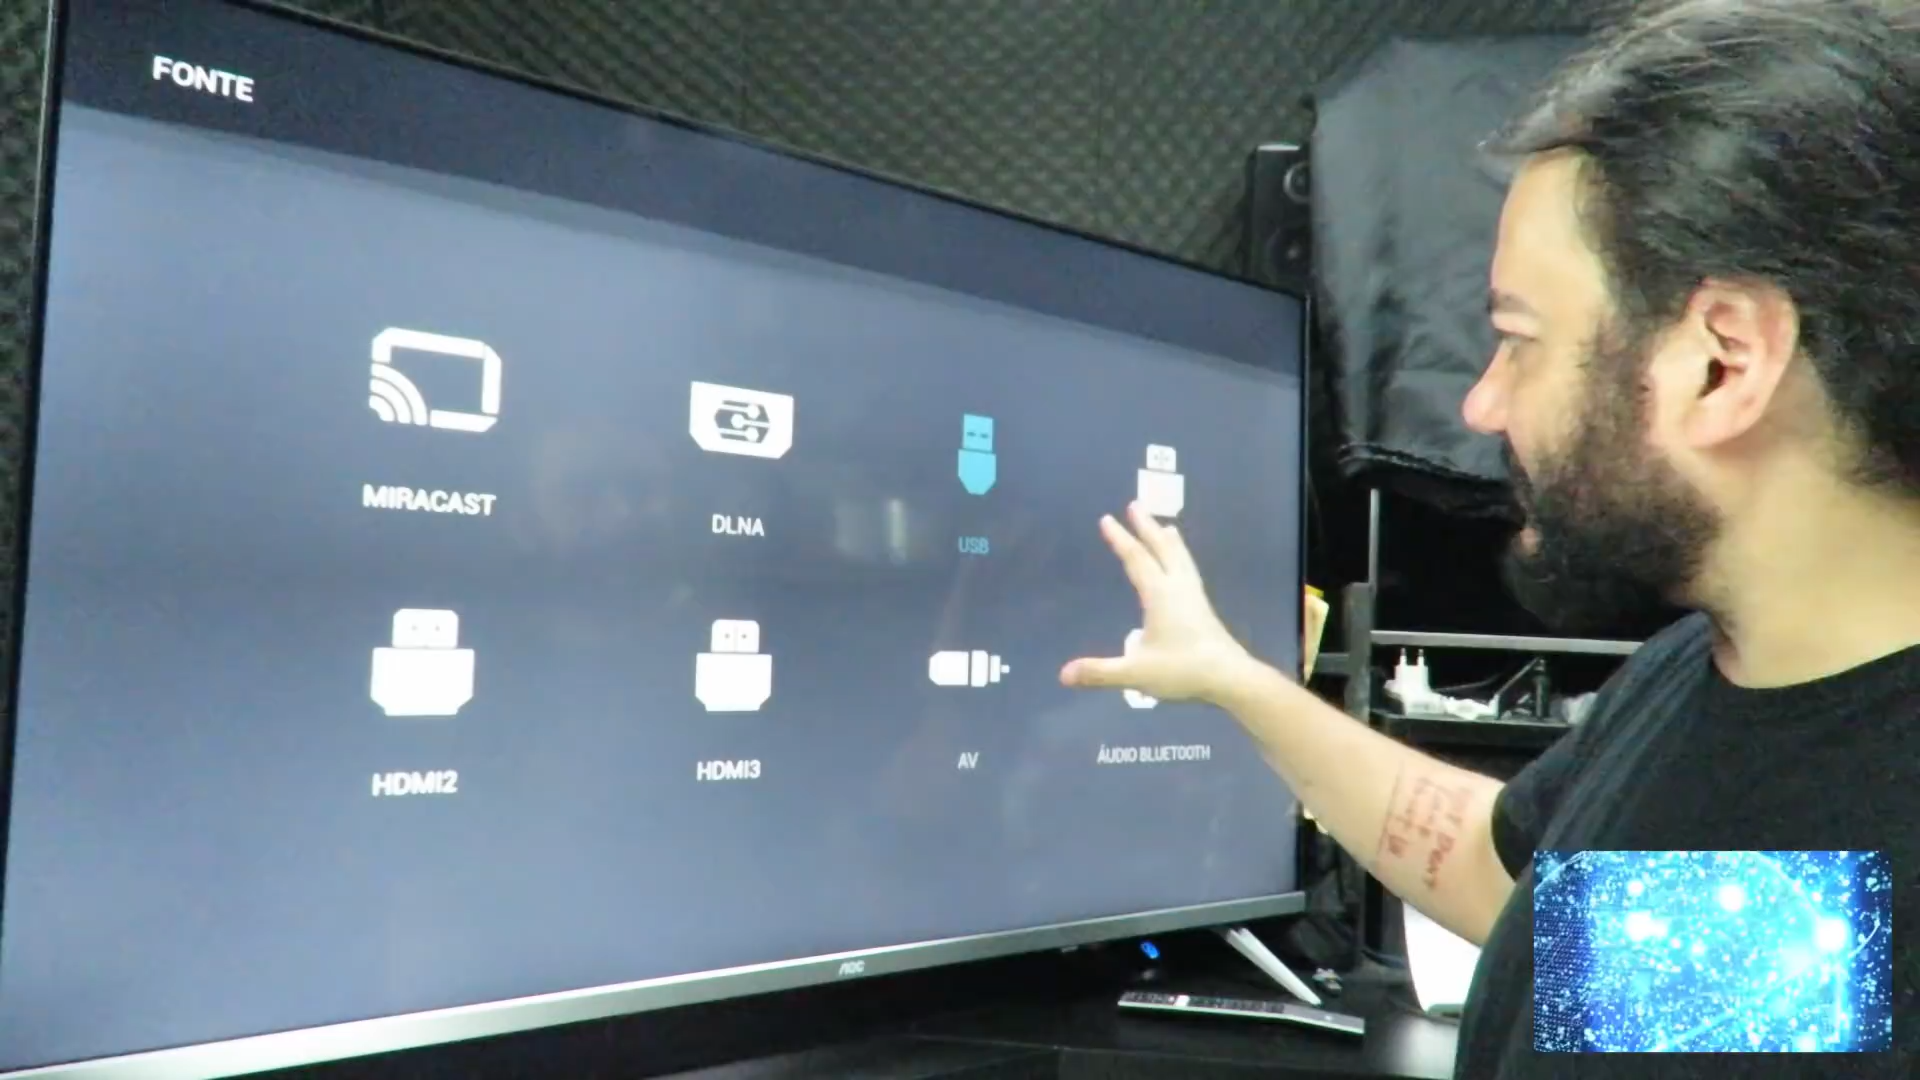 FONTE
MIRACAST
DLNA
USB
HDMI2
HDMI3
AV
ÁUDIO BLUETOOTH
AOC